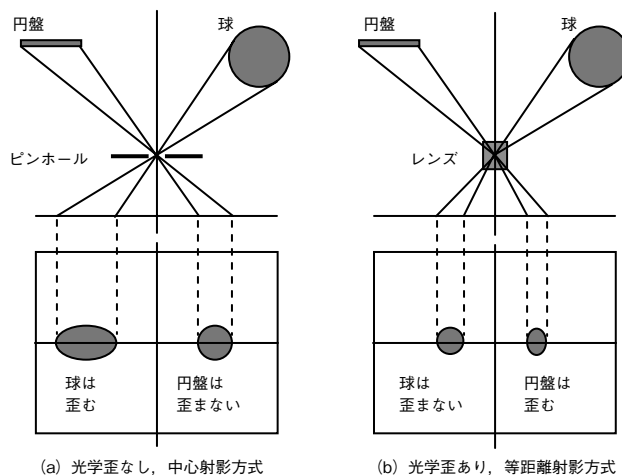 円盤
球
ピンホール
球は
歪む
円盤は
歪まない
(a) 光学歪なし，中心射影方式
円盤
球
レンズ
球は
歪まない
円盤は
歪む
(b) 光学歪あり，等距離射影方式